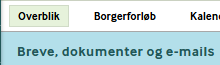 Overblik Borgerforløb
Breve, dokumenter og e-mails